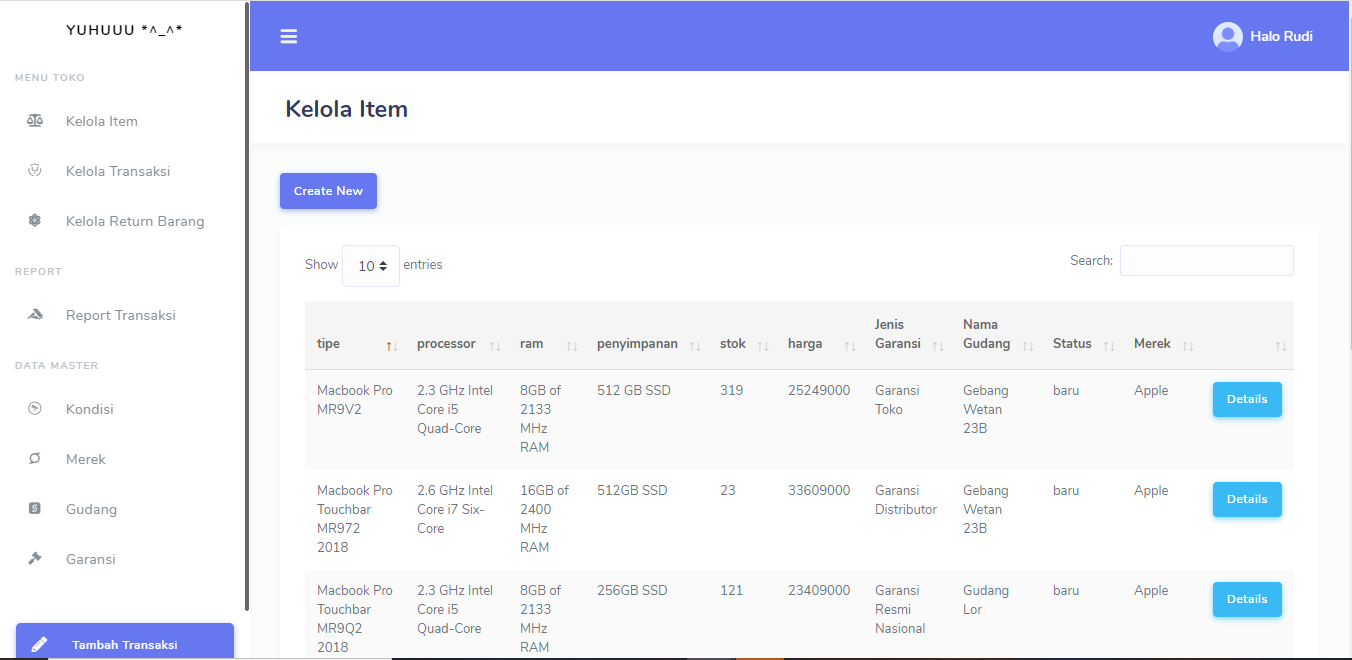 YUHUUU *^_^*
MENU TOKO
Kelola Item
Kelola Transaksi
Kelola Return Barang
REPORT
Report Transaksi
DATA MASTER
Kondisi
Merek
Gudang
Garansi
Tambah Transaksi
Halo Rudi
Kelola Item
Create New
Show 10 entries
Search:
tipe processor ram penyimpanan stok harga Jenis Garansi Nama Gudang Status Merek
Macbook Pro MR9V2 2.3 GHz Intel Core i5 Quad-Core 8GB of 2133 MHz RAM 512 GB SSD 319 25249000 Garansi Toko Gebang Wetan 23B baru Apple Details
Macbook Pro Touchbar MR972 2018 2.6 GHz Intel Core i7 Six-Core 16GB of 2400 MHz RAM 512GB SSD 23 33609000 Garansi Distributor Gebang Wetan 23B baru Apple Details
Macbook Pro Touchbar MR9Q2 2018 2.3 GHz Intel Core i5 Quad-Core 8GB of 2133 MHz RAM 256GB SSD 121 23409000 Garansi Resmi Nasional Gudang Lor baru Apple Details